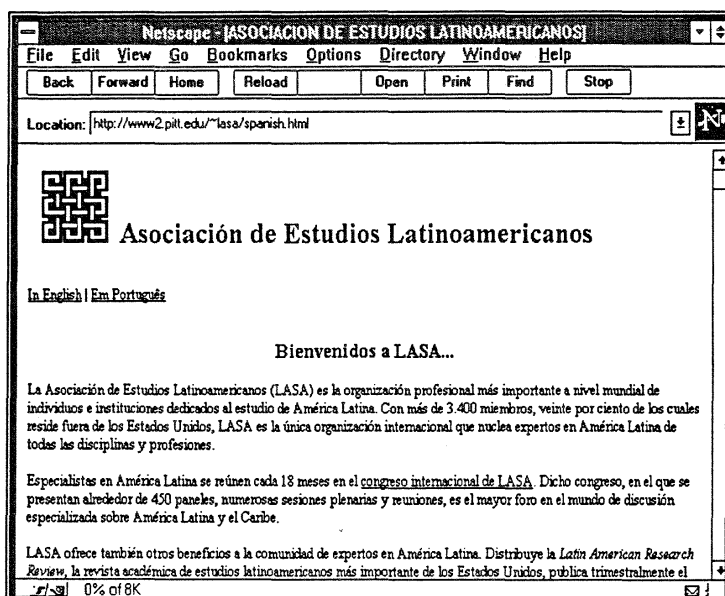 Netscape - [ASOCIACION DE ESTUDIOS LATINOAMERICANOS]
File Edit View Go Bookmarks Options Directory Window Help
Back Forward Home Reload Open Print Find Stop
Location: http://www2.pitt.edu/~lasa/spanish.html
Asociación de Estudios Latinoamericanos
In English | Em Português
Bienvenidos a LASA...
La Asociación de Estudios Latinoamericanos (LASA) es la organización profesional más importante a nivel mundial de
individuos e instituciones dedicados al estudio de América Latina. Con más de 3.400 miembros, veinte por ciento de los cuales
reside fuera de los Estados Unidos, LASA es la única organización internacional que nuclea expertos en América Latina de
todas las disciplinas y profesiones.
Especialistas en América Latina se reúnen cada 18 meses en el congreso internacional de LASA. Dicho congreso, en el que se
presentan alrededor de 450 paneles, numerosas sesiones plenarias y reuniones, es el mayor foro en el mundo de discusión
especializada sobre América Latina y el Caribe.
LASA ofrece también otros beneficios a la comunidad de expertos en América Latina. Distribuye la Latin American Research
Review, la revista académica de estudios latinoamericanos más importante de los Estados Unidos, publica trimestralmente el
0% of 8K